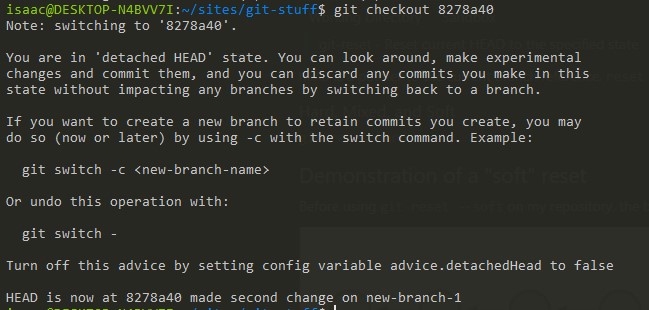 isaac@DESKTOP-N4BVV7I:~/sites/git-stuff$ git checkout 8278a40
Note: switching to '8278a40'.
You are in 'detached HEAD' state. You can look around, make experimental
changes and commit them, and you can discard any commits you make in this
state without impacting any branches by switching back to a branch.
If you want to create a new branch to retain commits you create, you may
do so (now or later) by using -c with the switch command. Example:
Demonstration of a "soft" reset
git switch -c <new-branch-name>
Or undo this operation with:
git switch -
Turn off this advice by setting config variable advice.detachedHead to false
HEAD is now at 8278a40 made second change on new-branch-1